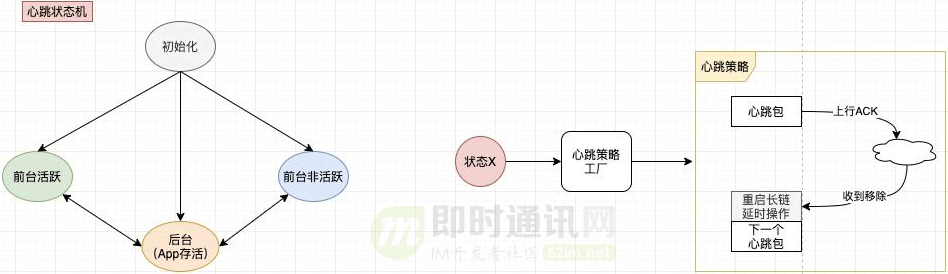 心跳状态机
初始化
前台活跃
前台非活跃
后台
(App存活)
状态X
心跳策略
工厂
心跳策略
心跳包
上行ACK
收到移除
重启长链
延时操作
下一个
心跳包
即时通讯网
IM开发者社区 52im.net